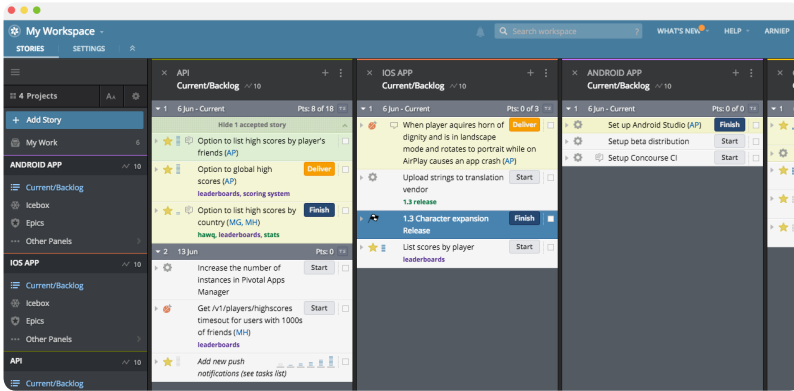 My Workspace
Search workspace
?
WHAT'S NEW
HELP
ARNIEP
STORIES
SETTINGS
4 Projects
Add Story
My Work 6
ANDROID APP 10
Current/Backlog
Icebox
Epics
Other Panels
IOS APP 10
Current/Backlog
Icebox
Epics
Other Panels
API 10
Current/Backlog
API
Current/Backlog 10
1 6 Jun - Current Pts: 8 of 18
Hide 1 accepted story
Option to list high scores by player's
friends (AP)
Option to global high
scores (AP)
leaderboards, scoring system
Deliver
Option to list high scores by
country (MG, MH)
hawq, leaderboards, stats
Finish
2 13 Jun Pts: 0
Increase the number of
instances in Pivotal Apps
Manager
Start
Get /v1/players/highscores
timeout for users with 1000s
of friends (MH)
leaderboards
Start
Add new push
notifications (see tasks list)
IOS APP
Current/Backlog 10
1 6 Jun - Current Pts: 0 of 3
When player aquires horn of
dignity and is in landscape
mode and rotates to portrait while on
AirPlay causes an app crash (AP)
Deliver
Upload strings to translation
vendor
1.3 release
Start
1.3 Character expansion
Release
Finish
List scores by player
leaderboards
Start
ANDROID APP
Current/Backlog 10
1 6 Jun - Current Pts: 0 of 0
Set up Android Studio (AP)
Finish
Setup beta distribution
Start
Setup Concourse CI
Start
1